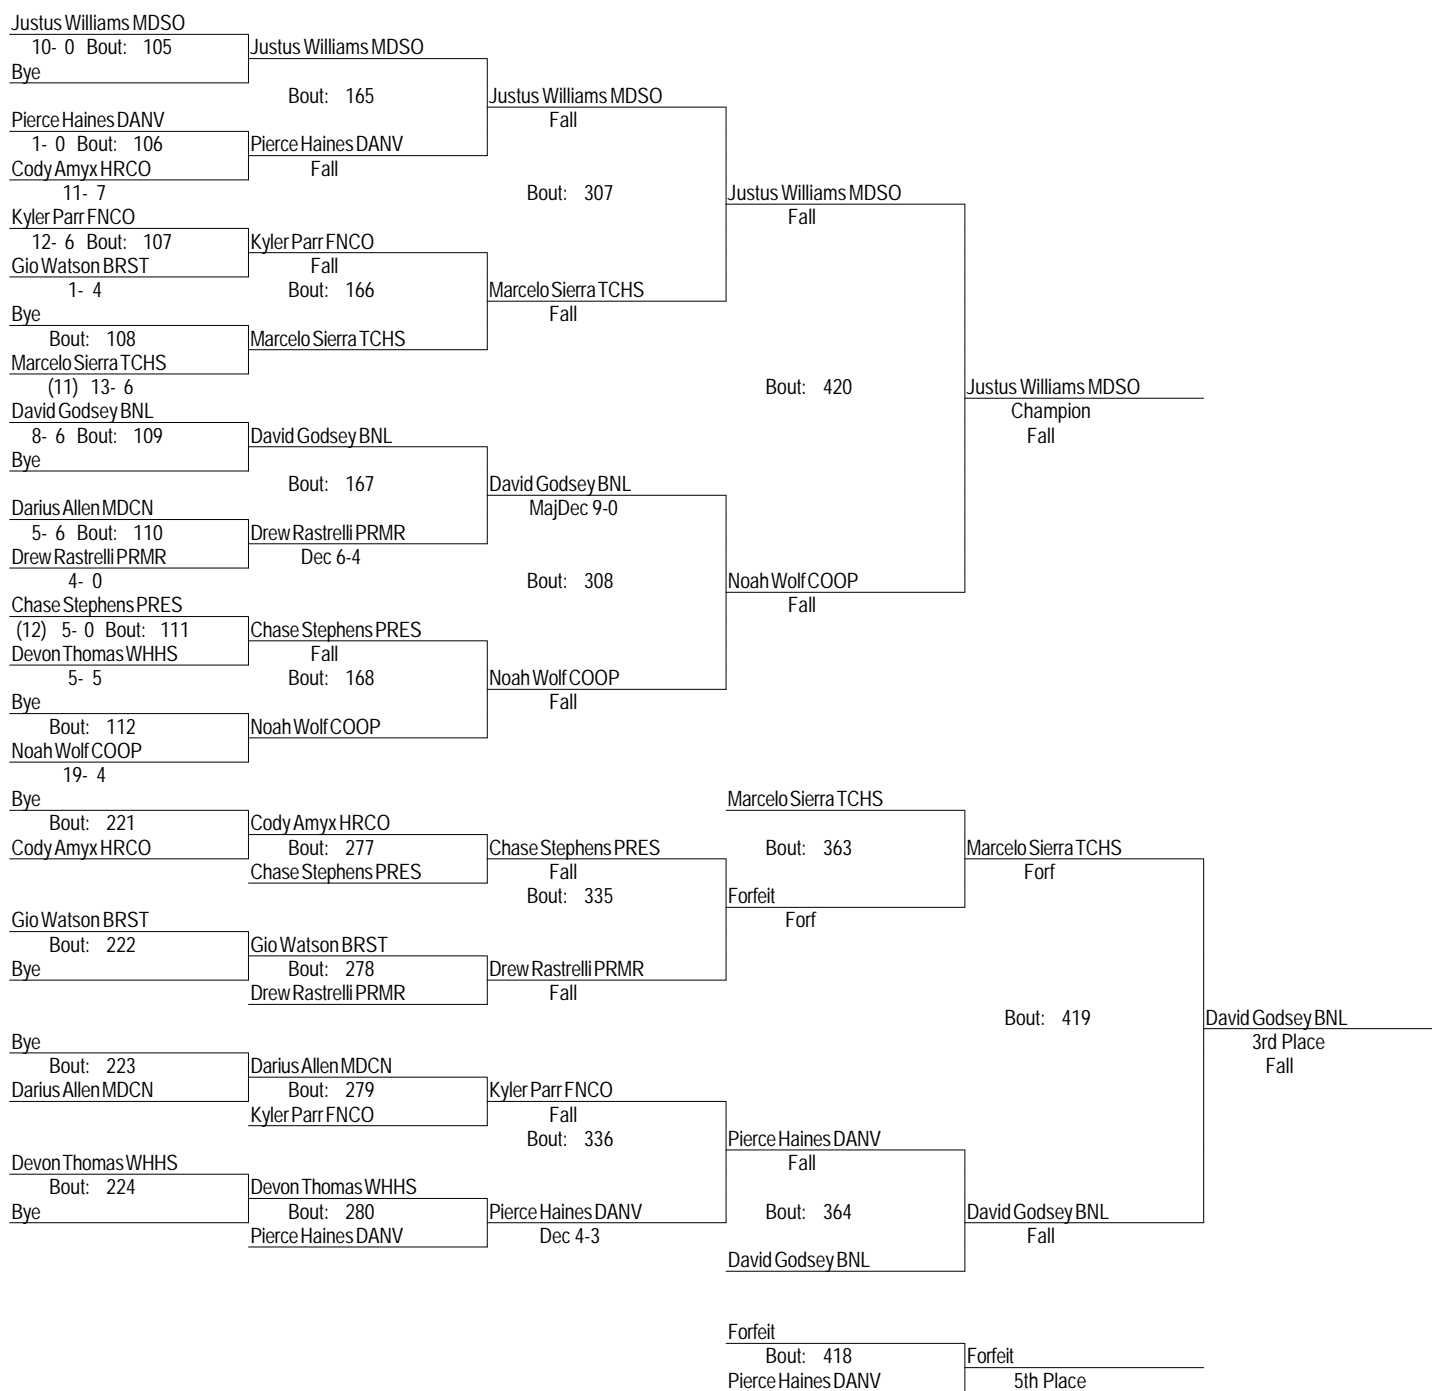 Justus Williams MDSO
10- 0 Bout: 105 Justus Williams MDSO
Bye
Bout: 165 Justus Williams MDSO
Pierce Haines DANV Fall
1- 0 Bout: 106 Pierce Haines DANV
Cody Amyx HRCO Fall
11- 7 Bout: 307 Justus Williams MDSO
Kyler Parr FNCO Fall
12- 6 Bout: 107 Kyler Parr FNCO
Gio Watson BRST Fall
1- 4 Bout: 166 Marcelo Sierra TCHS
Bye Fall
Bout: 108 Marcelo Sierra TCHS
Marcelo Sierra TCHS
(11) 13- 6 Bout: 420 Justus Williams MDSO
David Godsey BNL Champion
8- 6 Bout: 109 David Godsey BNL Fall
Bye
Bout: 167 David Godsey BNL
Darius Allen MDCN MajDec 9-0
5- 6 Bout: 110 Drew Rastrelli PRMR
Drew Rastrelli PRMR Dec 6-4
4- 0 Bout: 308 Noah Wolf COOP
Chase Stephens PRES Fall
(12) 5- 0 Bout: 111 Chase Stephens PRES
Devon Thomas WHHS Fall
5- 5 Bout: 168 Noah Wolf COOP
Bye Fall
Bout: 112 Noah Wolf COOP
Noah Wolf COOP
19- 4
Bye Marcelo Sierra TCHS
Bout: 221 Cody Amyx HRCO
Cody Amyx HRCO Bout: 277 Chase Stephens PRES Bout: 363 Marcelo Sierra TCHS
Chase Stephens PRES Fall Forf
Bout: 335 Forfeit
Gio Watson BRST Forf
Bout: 222 Gio Watson BRST
Bye Bout: 278 Drew Rastrelli PRMR
Drew Rastrelli PRMR Fall
Bout: 419 David Godsey BNL
Bye 3rd Place
Bout: 223 Darius Allen MDCN Fall
Darius Allen MDCN Bout: 279 Kyler Parr FNCO
Kyler Parr FNCO Fall
Bout: 336 Pierce Haines DANV
Devon Thomas WHHS Fall
Bout: 224 Devon Thomas WHHS
Bye Bout: 280 Pierce Haines DANV Bout: 364 David Godsey BNL
Pierce Haines DANV Dec 4-3 Fall
David Godsey BNL
Forfeit
Bout: 418 Forfeit
Pierce Haines DANV 5th Place